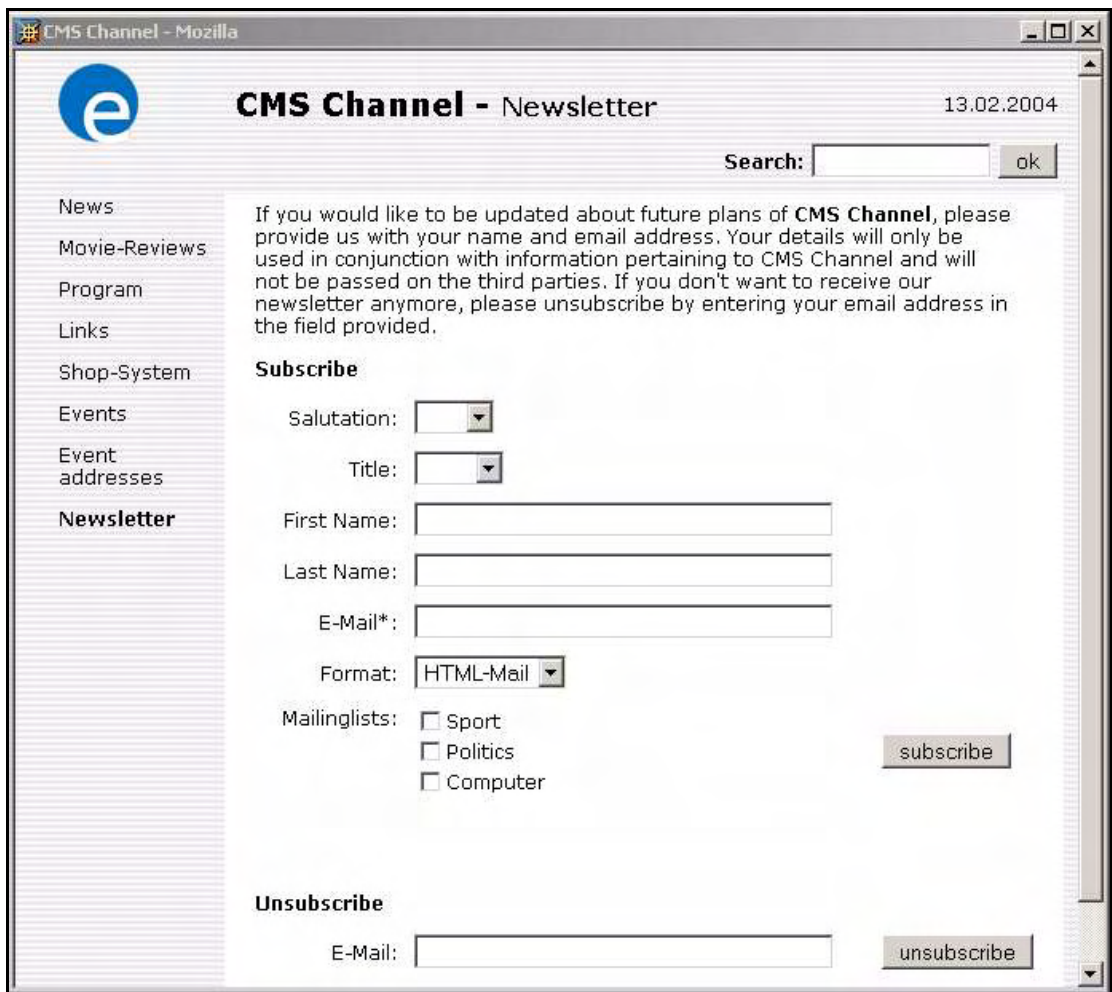 CMS Channel - Mozilla
e
CMS Channel - Newsletter
13.02.2004
Search: ok
News
Movie-Reviews
Program
Links
Shop-System
Events
Event
addresses
Newsletter
If you would like to be updated about future plans of CMS Channel, please
provide us with your name and email address. Your details will only be
used in conjunction with information pertaining to CMS Channel and will
not be passed on the third parties. If you don't want to receive our
newsletter anymore, please unsubscribe by entering your email address in
the field provided.
Subscribe
Salutation:
Title:
First Name:
Last Name:
E-Mail*:
Format: HTML-Mail
Mailinglists: Sport
Politics
Computer
subscribe
Unsubscribe
E-Mail: unsubscribe